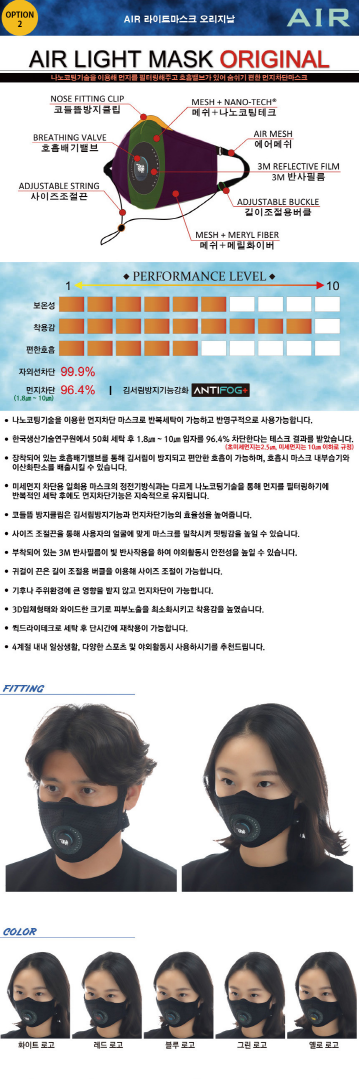 OPTION
2
AIR 라이트마스크 오리지날
AIR
AIR LIGHT MASK ORIGINAL
나노코팅기술을 이용해 먼지를 필터링해주고 호흡밸브가 있어 숨쉬기 편한 먼지차단마스크
NOSE FITTING CLIP
코들뜸방지클립
MESH + NANO-TECH®
메쉬+나노코팅테크
BREATHING VALVE
호흡배기밸브
AIR MESH
에어메쉬
3M REFLECTIVE FILM
3M 반사필름
ADJUSTABLE STRING
사이즈조절끈
ADJUSTABLE BUCKLE
길이조절용버클
MESH + MERYL FIBER
메쉬+메릴화이버
◆ PERFORMANCE LEVEL ◆
1
10
보온성
착용감
편한호흡
자외선차단 99.9%
먼지차단 96.4% | 김서림방지기능강화 ANTIFOG+
(1.8㎛ ~ 10㎛)
• 나노코팅기술을 이용한 먼지차단 마스크로 반복세탁이 가능하고 반영구적으로 사용가능합니다.
• 한국생산기술연구원에서 50회 세탁 후 1.8㎛ ~ 10㎛ 입자를 96.4% 차단한다는 테스트 결과를 받았습니다.
(초미세먼지는2.5㎛, 미세먼지는 10㎛ 이하로 규정)
• 장착되어 있는 호흡배기밸브를 통해 김서림이 방지되고 편안한 호흡이 가능하며, 호흡시 마스크 내부습기와
이산화탄소를 배출시킬 수 있습니다.
• 미세먼지 차단용 일회용 마스크의 정전기방식과는 다르게 나노코팅기술을 통해 먼지를 필터링하기에
반복적인 세탁 후에도 먼지차단기능은 지속적으로 유지됩니다.
• 코들뜸 방지클립은 김서림방지기능과 먼지차단기능의 효율성을 높여줍니다.
• 사이즈 조절끈을 통해 사용자의 얼굴에 맞게 마스크를 밀착시켜 핏팅감을 높일 수 있습니다.
• 부착되어 있는 3M 반사필름이 빛 반사작용을 하여 야외활동시 안전성을 높일 수 있습니다.
• 귀걸이 끈은 길이 조절용 버클을 이용해 사이즈 조절이 가능합니다.
• 기후나 주위환경에 큰 영향을 받지 않고 먼지차단이 가능합니다.
• 3D입체형태와 와이드한 크기로 피부노출을 최소화시키고 착용감을 높였습니다.
• 퀵드라이테크로 세탁 후 단시간에 재착용이 가능합니다.
• 4계절 내내 일상생활, 다양한 스포츠 및 야외활동시 사용하시기를 추천드립니다.
FITTING
COLOR
화이트 로고
레드 로고
블루 로고
그린 로고
옐로 로고